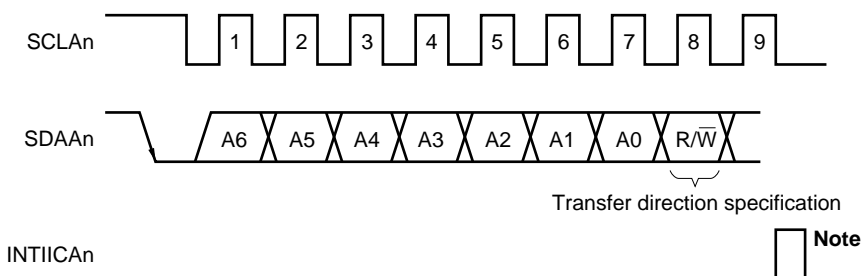 SCLAn 1 2 3 4 5 6 7 8 9
SDAAn A6 A5 A4 A3 A2 A1 A0 R/W̅
Transfer direction specification
INTIICAn Note